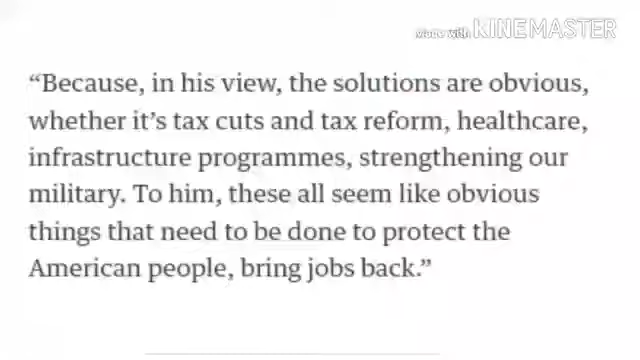 Made with KINEMASTER
“Because, in his view, the solutions are obvious,
whether it’s tax cuts and tax reform, healthcare,
infrastructure programmes, strengthening our
military. To him, these all seem like obvious
things that need to be done to protect the
American people, bring jobs back.”